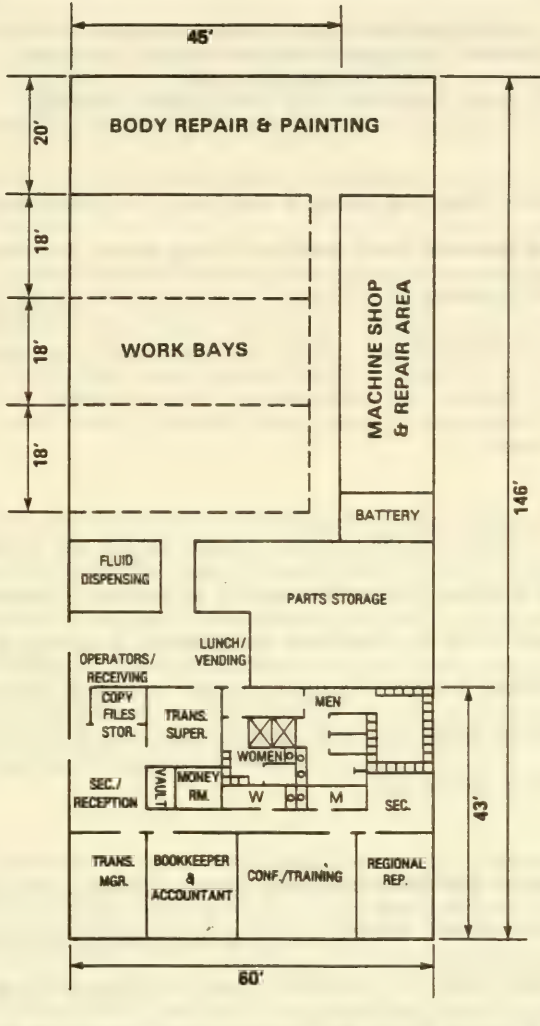 45'
20'
BODY REPAIR & PAINTING
18'
18'
18'
WORK BAYS
MACHINE SHOP
& REPAIR AREA
146'
BATTERY
FLUID
DISPENSING
PARTS STORAGE
LUNCH/
VENDING
OPERATORS/
RECEIVING
COPY
FILES
STOR.
TRANS.
SUPER.
MEN
WOMEN
SEC./
RECEPTION
VAULT
MONEY
RM.
W
M
SEC.
43'
TRANS.
MGR.
BOOKKEEPER
&
ACCOUNTANT
CONF./TRAINING
REGIONAL
REP.
60'